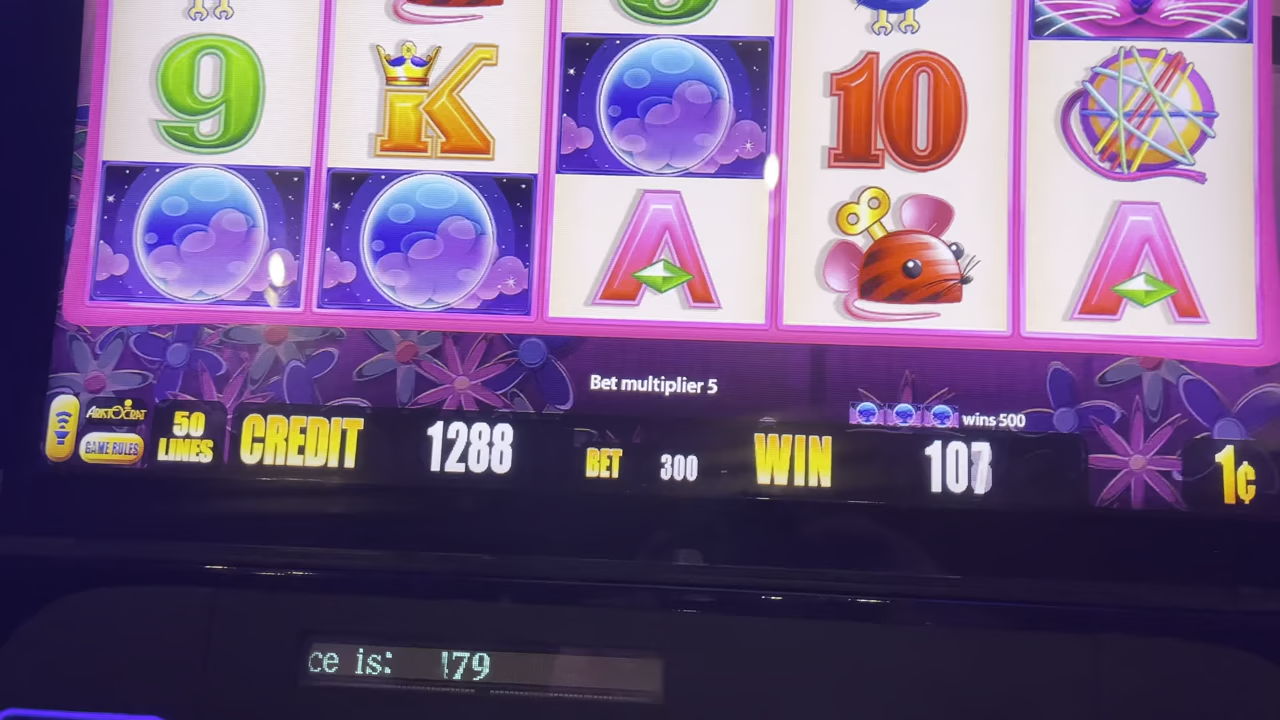 9 K 10
A A
Bet multiplier 5
wins 500
ARISTOCRAT
GAME RULES
50
LINES
CREDIT 1288 BET 300 WIN 1¢
ce is: 179